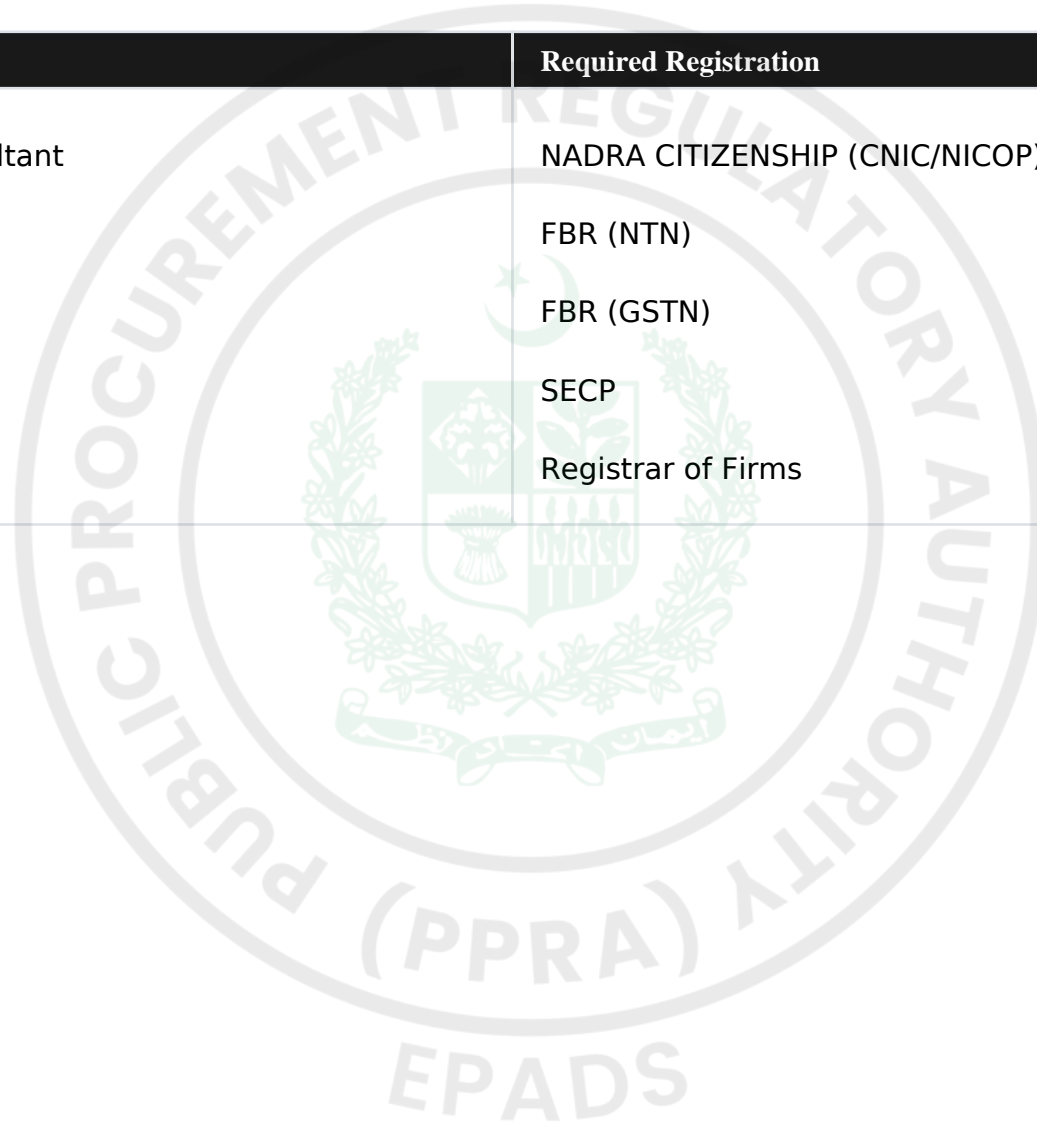 Required Registration
ltant
NADRA CITIZENSHIP (CNIC/NICOP)
FBR (NTN)
FBR (GSTN)
SECP
Registrar of Firms
PUBLIC PROCUREMENT REGULATORY AUTHORITY
(PPRA)
EPADS